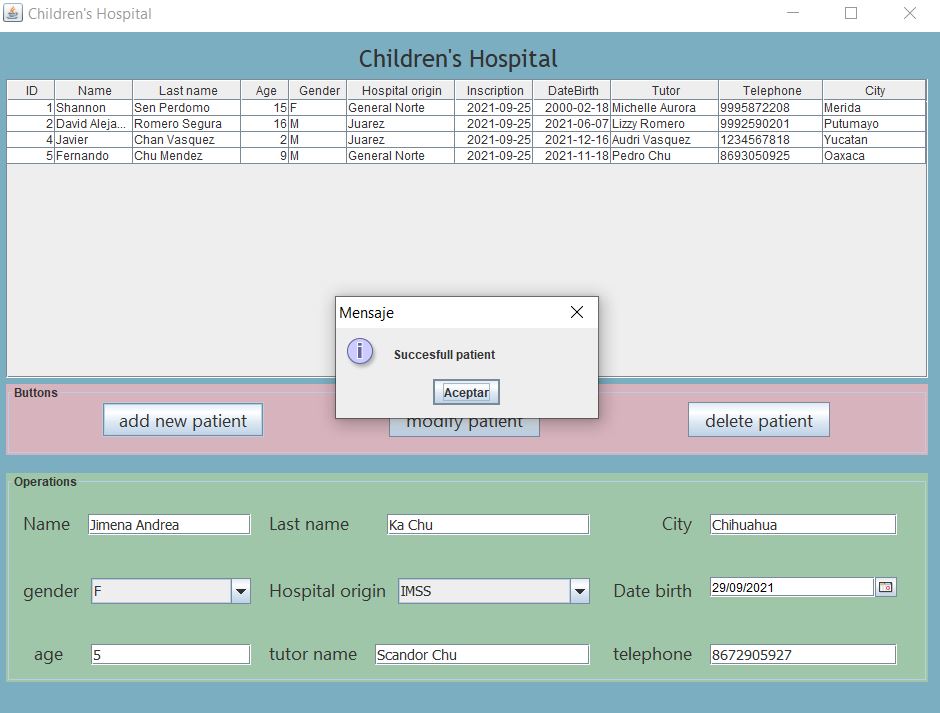 Children's Hospital
Children's Hospital
ID Name Last name Age Gender Hospital origin Inscription DateBirth Tutor Telephone City
1 Shannon Sen Perdomo 15 F General Norte 2021-09-25 2000-02-18 Michelle Aurora 9995872208 Merida
2 David Aleja... Romero Segura 16 M Juarez 2021-09-25 2021-06-07 Lizzy Romero 9992590201 Putumayo
4 Javier Chan Vasquez 2 M Juarez 2021-09-25 2021-12-16 Audri Vasquez 1234567818 Yucatan
5 Fernando Chu Mendez 9 M General Norte 2021-09-25 2021-11-18 Pedro Chu 8693050925 Oaxaca
Mensaje
Succesfull patient
Aceptar
Buttons
add new patient modify patient delete patient
Operations
Name Jimena Andrea Last name Ka Chu City Chihuahua
gender F Hospital origin IMSS Date birth 29/09/2021
age 5 tutor name Scandor Chu telephone 8672905927